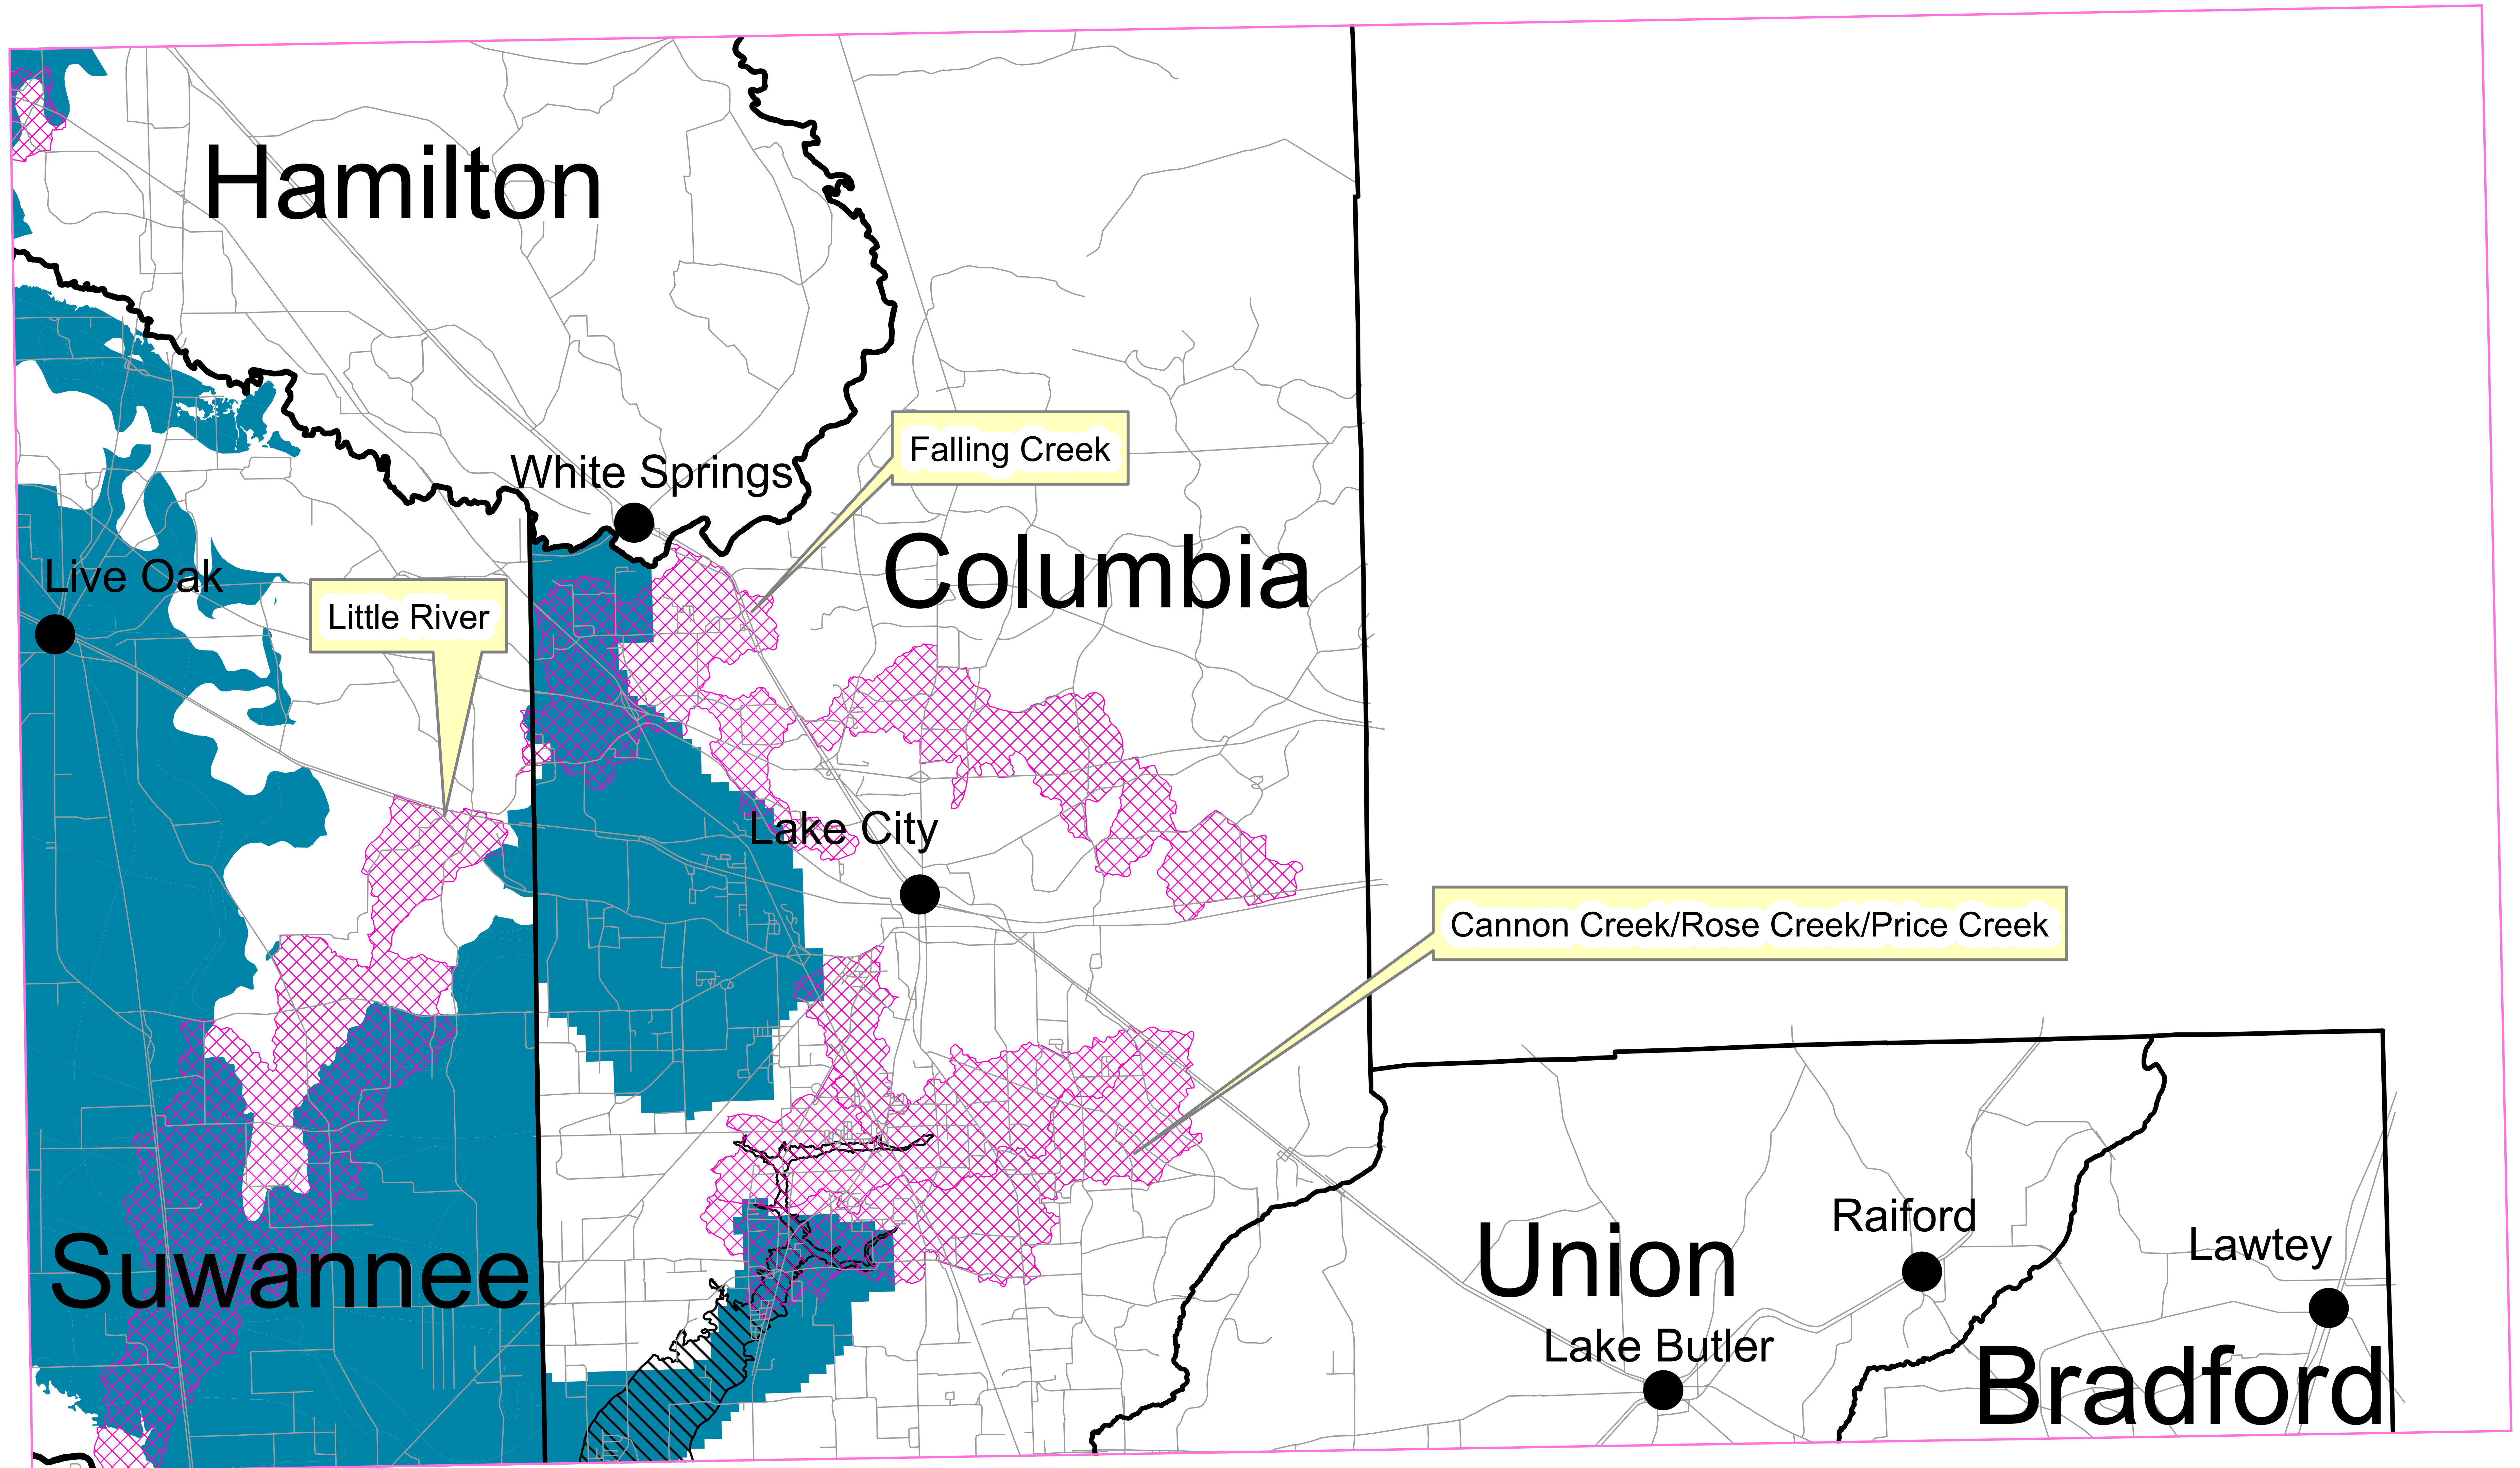 Hamilton
Falling Creek
White Springs
Columbia
Live Oak
Little River
Lake City
Cannon Creek/Rose Creek/Price Creek
Raiford
Lawtey
Union
Suwannee
Lake Butler
Bradford